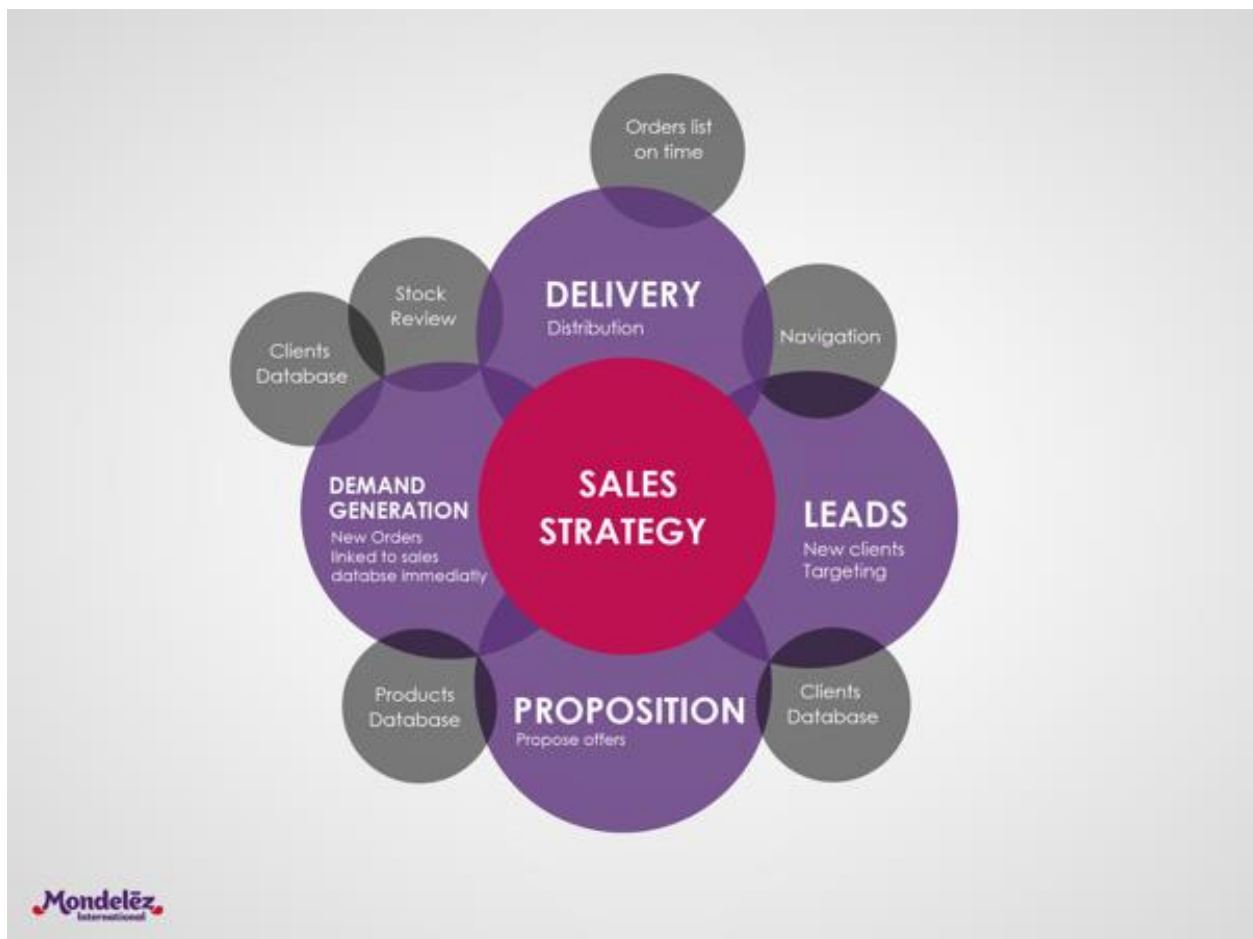 Orders list
on time
Stock
Review
DELIVERY
Distribution
Navigation
Clients
Database
DEMAND
GENERATION
New Orders
linked to sales
databse immediatly
SALES
STRATEGY
LEADS
New clients
Targeting
Products
Database
PROPOSITION
Propose offers
Clients
Database
Mondelēz
International